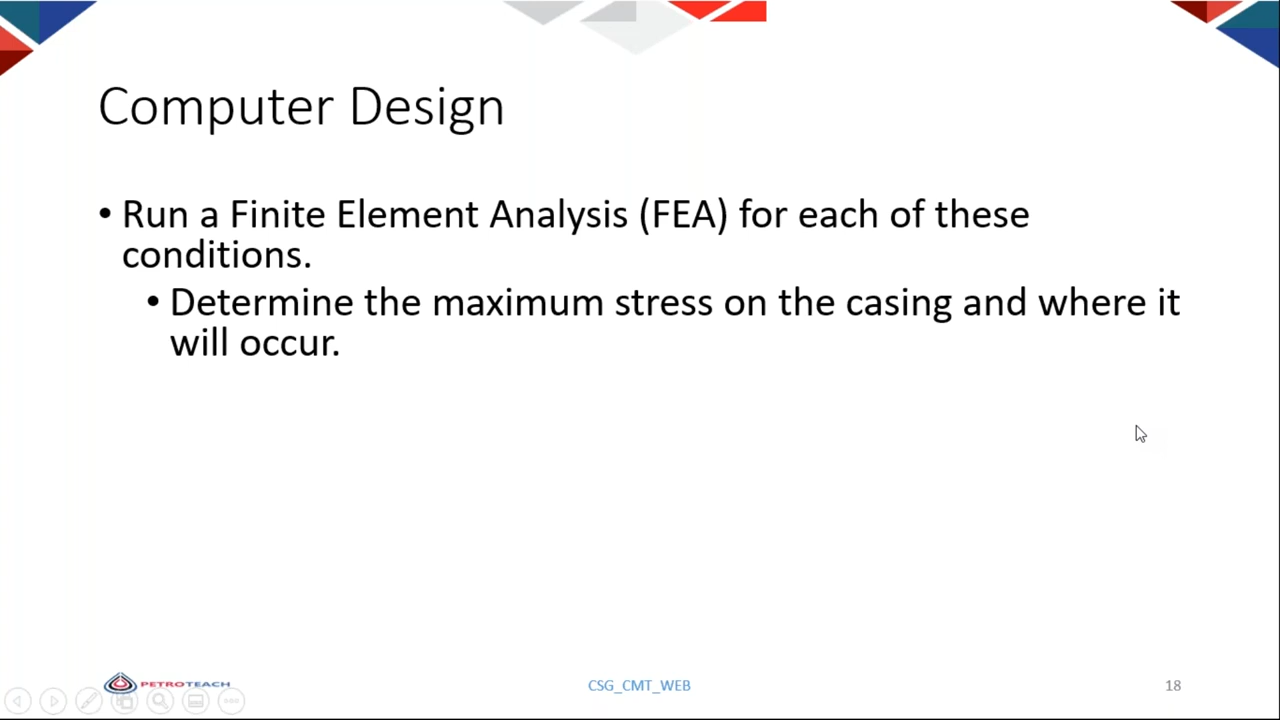 Computer Design
• Run a Finite Element Analysis (FEA) for each of these
conditions.
• Determine the maximum stress on the casing and where it
will occur.
PETROTEACH
CSG_CMT_WEB
18